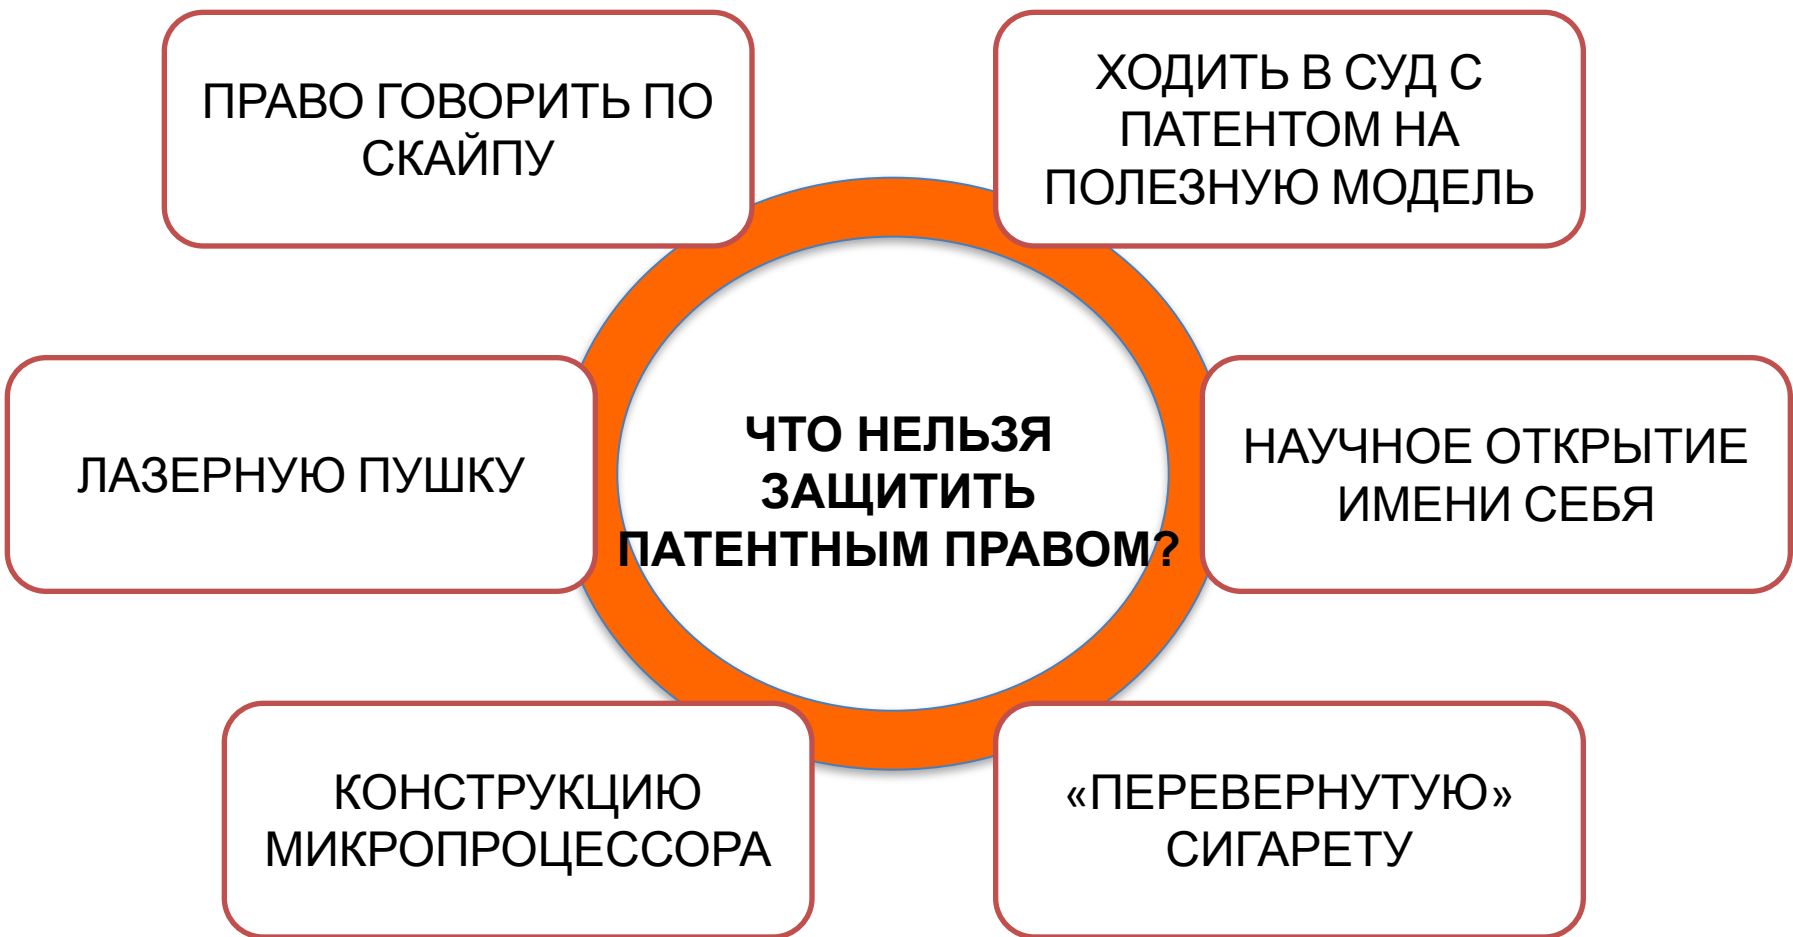 ПРАВО ГОВОРИТЬ ПО
СКАЙПУ
ХОДИТЬ В СУД С
ПАТЕНТОМ НА
ПОЛЕЗНУЮ МОДЕЛЬ
ЛАЗЕРНУЮ ПУШКУ
ЧТО НЕЛЬЗЯ
ЗАЩИТИТЬ
ПАТЕНТНЫМ ПРАВОМ?
НАУЧНОЕ ОТКРЫТИЕ
ИМЕНИ СЕБЯ
КОНСТРУКЦИЮ
МИКРОПРОЦЕССОРА
«ПЕРЕВЕРНУТУЮ»
СИГАРЕТУ